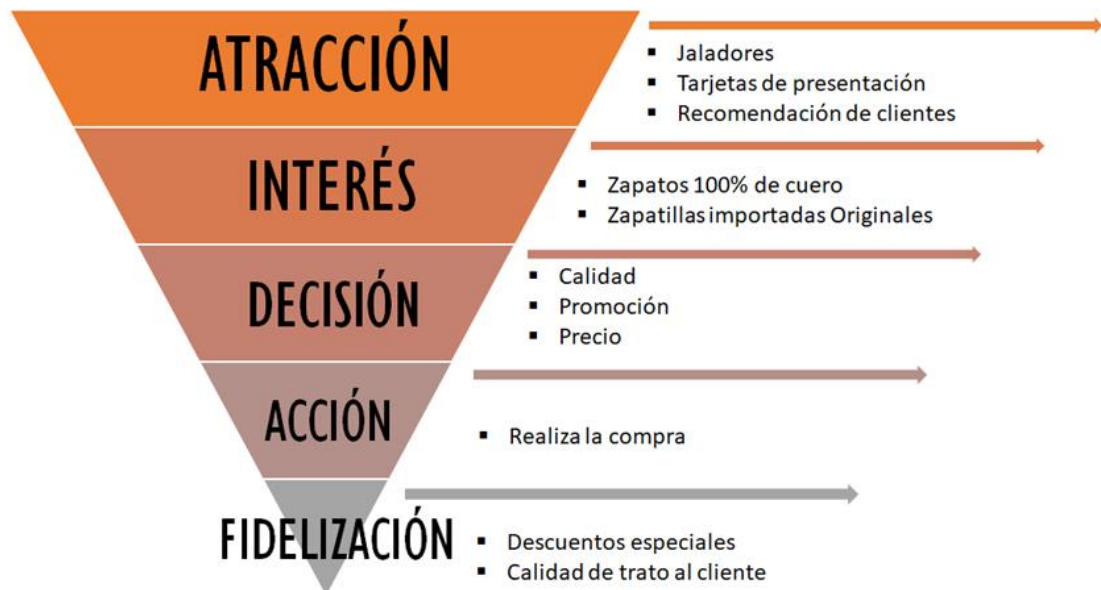 ATRACCIÓN
▪ Jaladores
▪ Tarjetas de presentación
▪ Recomendación de clientes
INTERÉS
▪ Zapatos 100% de cuero
▪ Zapatillas importadas Originales
DECISIÓN
▪ Calidad
▪ Promoción
▪ Precio
ACCIÓN
▪ Realiza la compra
FIDELIZACIÓN
▪ Descuentos especiales
▪ Calidad de trato al cliente